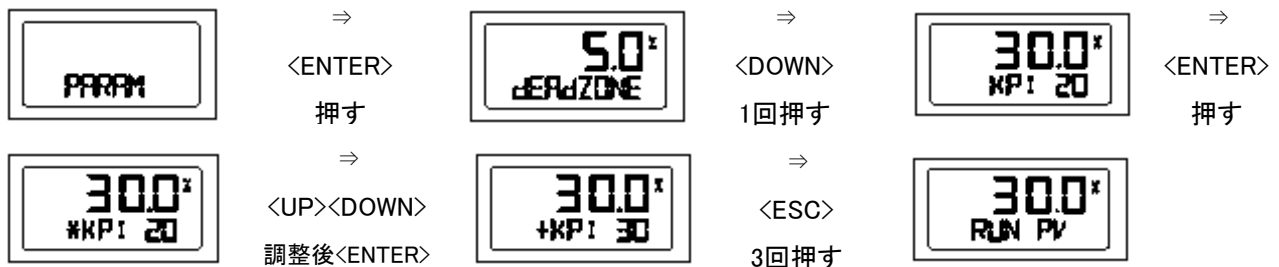 PARAM
⇒
<ENTER>
押す
5.0%
dEAdZONE
⇒
<DOWN>
1回押す
30.0%
KPI 20
⇒
<ENTER>
押す
30.0%
*KPI 20
⇒
<UP><DOWN>
調整後<ENTER>
30.0%
+KPI 30
⇒
<ESC>
3回押す
30.0%
RUN PV